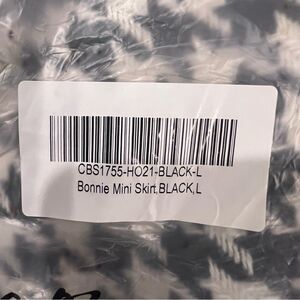 CBS1755-HO21-BLACK-L
Bonnie Mini Skirt,BLACK,L